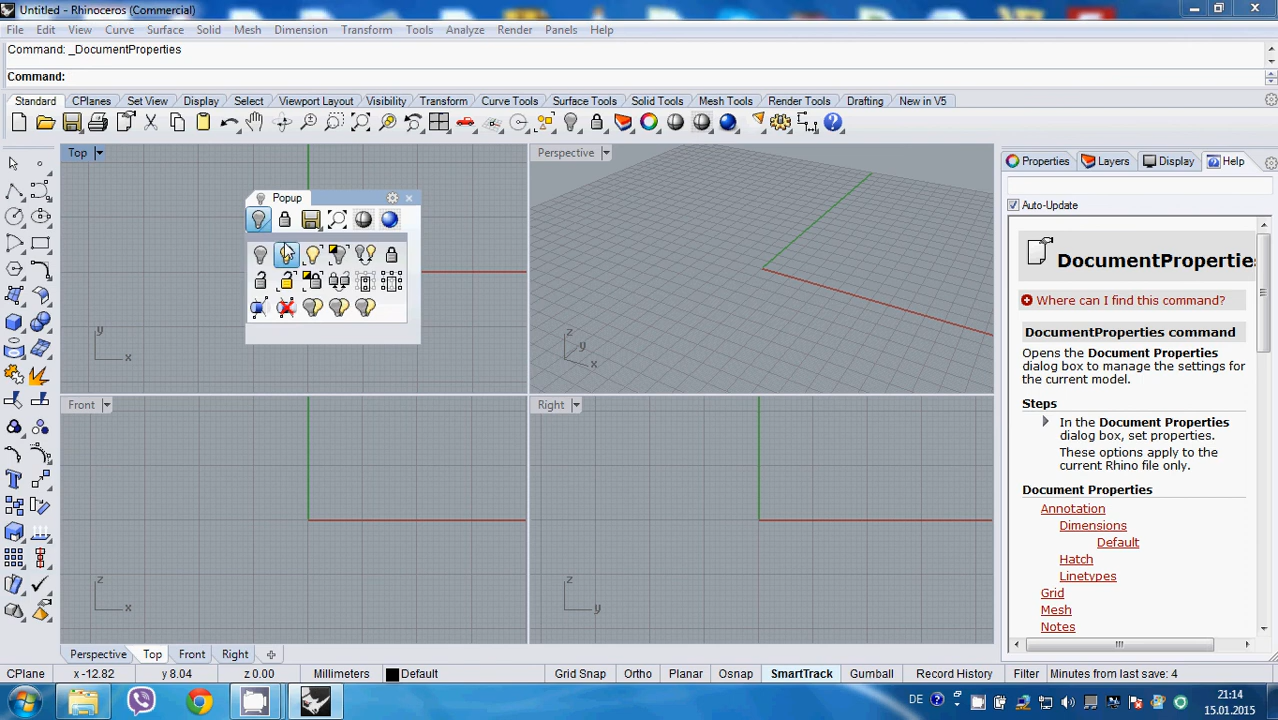 Untitled - Rhinoceros (Commercial)
File Edit View Curve Surface Solid Mesh Dimension Transform Tools Analyze Render Panels Help
Command: _DocumentProperties
Command:
Standard CPlanes Set View Display Select Viewport Layout Visibility Transform Curve Tools Surface Tools Solid Tools Mesh Tools Render Tools Drafting New in V5
Top
Perspective
Properties Layers Display Help
Popup
Auto-Update
DocumentProperties
Where can I find this command?
DocumentProperties command
Opens the Document Properties
dialog box to manage the settings for
the current model.
Steps
In the Document Properties
dialog box, set properties.
These options apply to the
current Rhino file only.
Document Properties
Annotation
Dimensions
Default
Hatch
Linetypes
Grid
Mesh
Notes
y
x
z
y
x
Front
Right
z
x
z
y
Perspective Top Front Right
CPlane x -12.82 y 8.04 z 0.00 Millimeters Default Grid Snap Ortho Planar Osnap SmartTrack Gumball Record History Filter Minutes from last save: 4
DE
21:14
15.01.2015